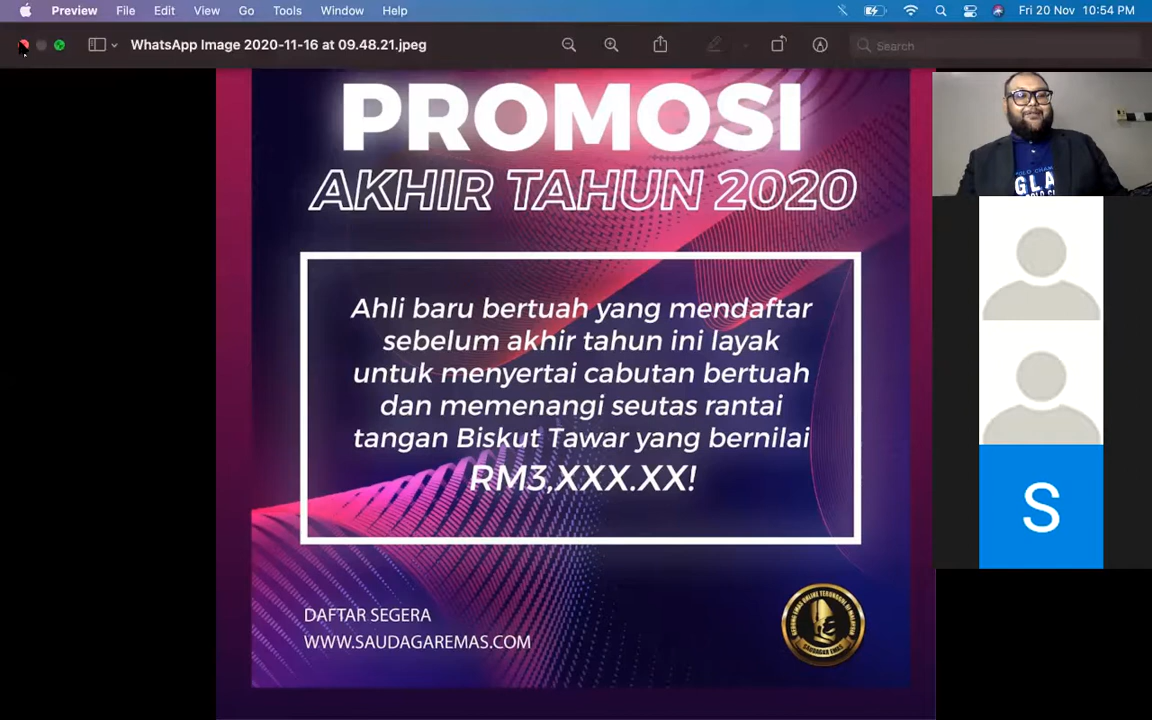 Preview File Edit View Go Tools Window Help Fri 20 Nov 10:54 PM
WhatsApp Image 2020-11-16 at 09.48.21.jpeg Search
PROMOSI
AKHIR TAHUN 2020
Ahli baru bertuah yang mendaftar
sebelum akhir tahun ini layak
untuk menyertai cabutan bertuah
dan memenangi seutas rantai
tangan Biskut Tawar yang bernilai
RM3,XXX.XX!
DAFTAR SEGERA
WWW.SAUDAGAREMAS.COM
SAUDAGAR EMAS
GLA
S